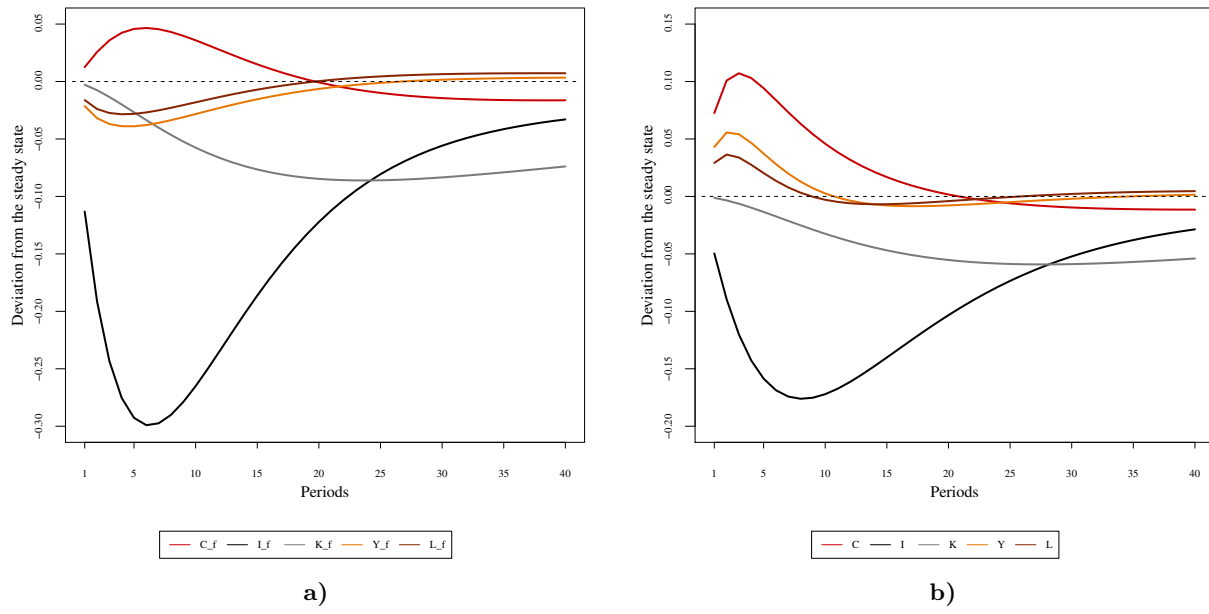 0.05
0.00
−0.05
−0.10
−0.15
−0.20
−0.25
−0.30
Deviation from the steady state
1 5 10 15 20 25 30 35 40
Periods
C_f I_f K_f Y_f L_f
a)
0.15
0.10
0.05
0.00
−0.05
−0.10
−0.15
−0.20
Deviation from the steady state
1 5 10 15 20 25 30 35 40
Periods
C I K Y L
b)